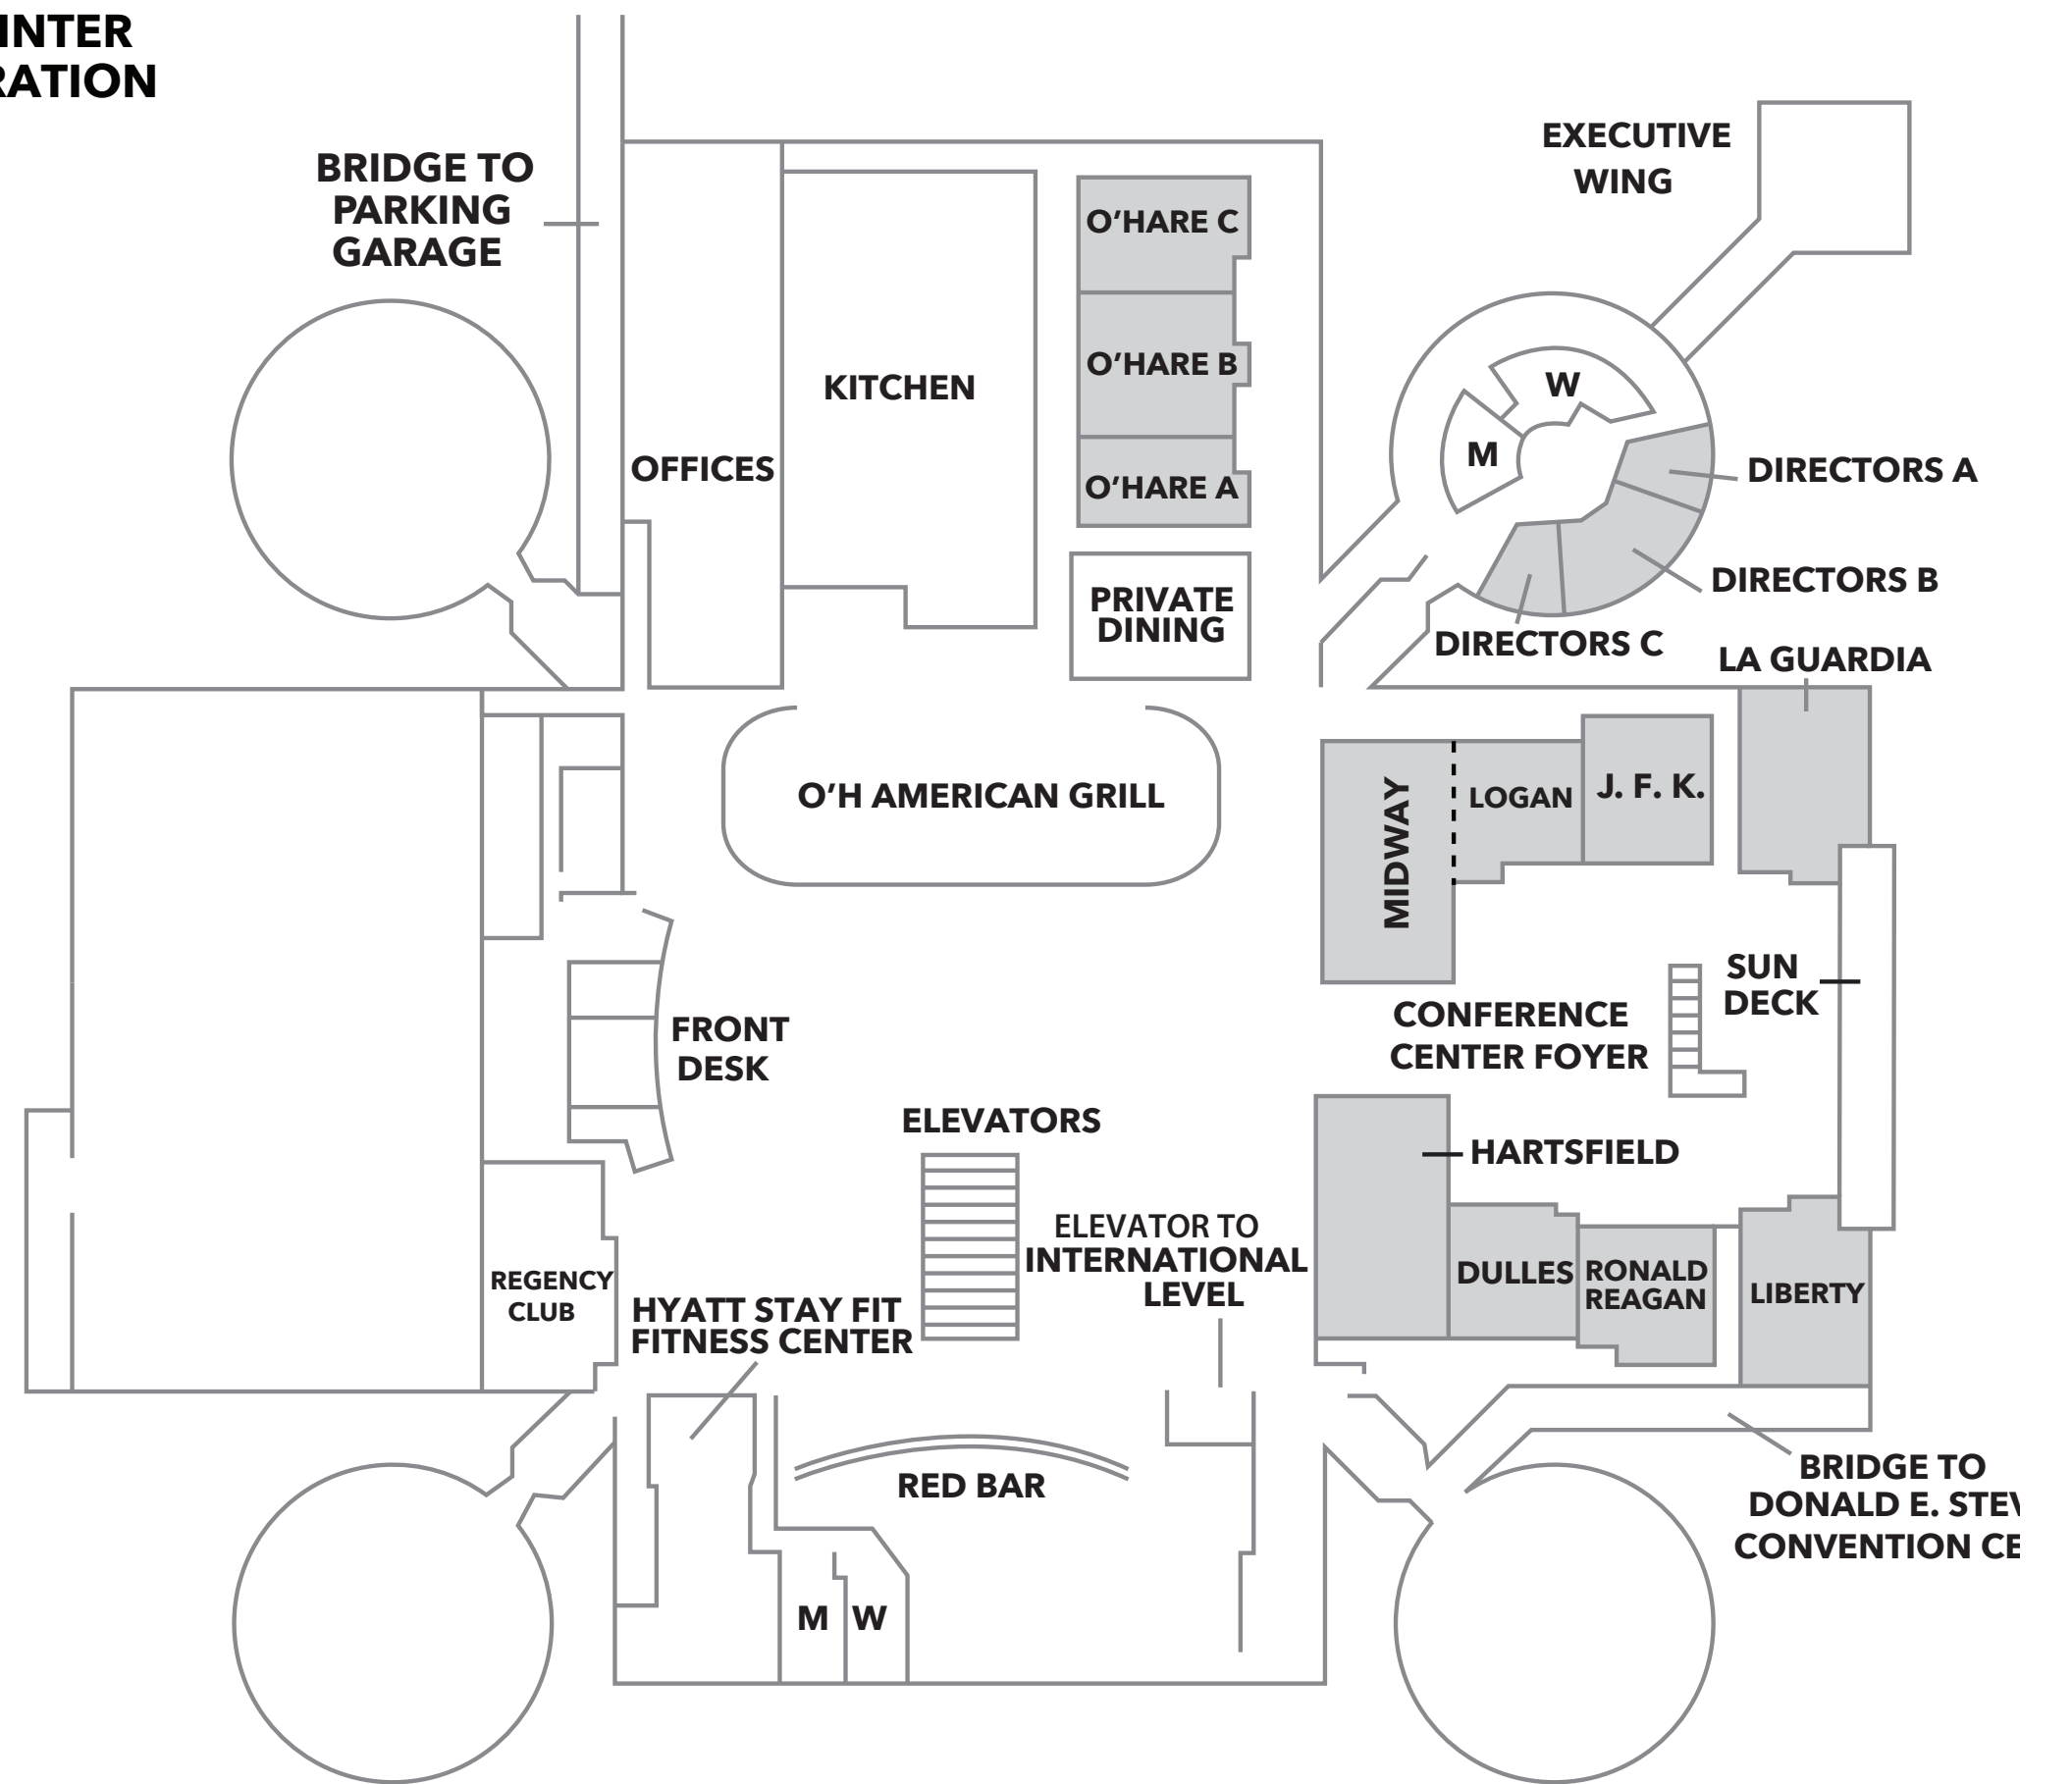 INTER
RATION
EXECUTIVE
WING
BRIDGE TO
PARKING
GARAGE
O’HARE C
O’HARE B
KITCHEN
W
M
OFFICES
O’HARE A
DIRECTORS A
DIRECTORS B
PRIVATE
DINING
DIRECTORS C
LA GUARDIA
O’H AMERICAN GRILL
MIDWAY
LOGAN
J. F. K.
SUN
DECK
CONFERENCE
CENTER FOYER
FRONT
DESK
ELEVATORS
HARTSFIELD
ELEVATOR TO
INTERNATIONAL
LEVEL
DULLES
RONALD
REAGAN
LIBERTY
REGENCY
CLUB
HYATT STAY FIT
FITNESS CENTER
RED BAR
BRIDGE TO
DONALD E. STEV
CONVENTION CE
M
W